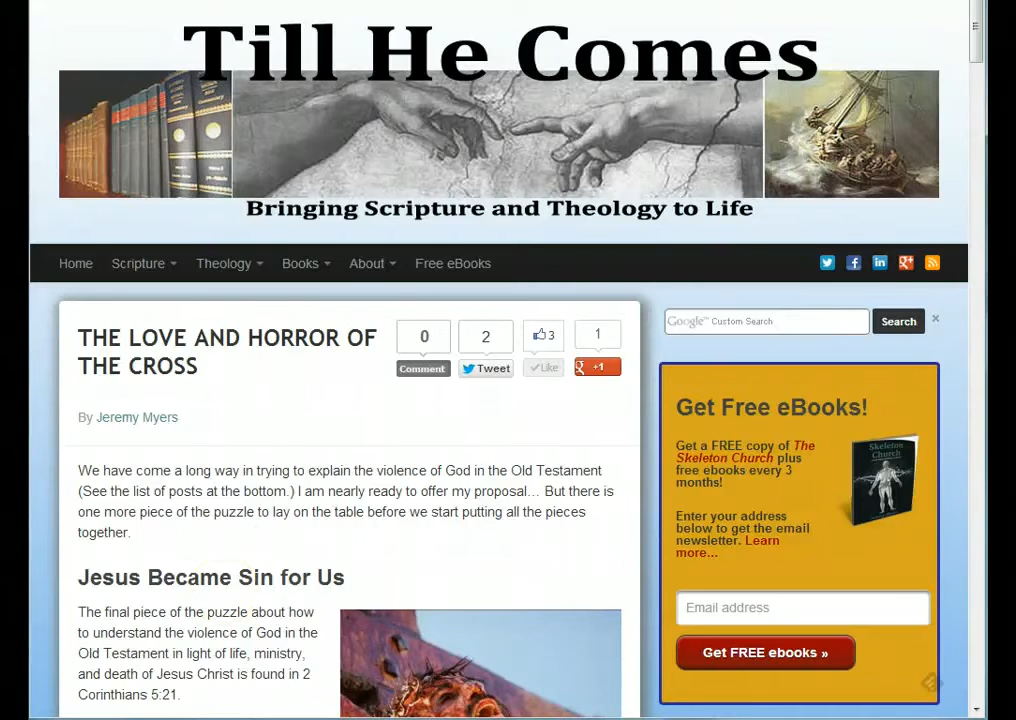 Till He Comes
Bringing Scripture and Theology to Life
Home Scripture Theology Books About Free eBooks
THE LOVE AND HORROR OF
THE CROSS
0 2 3 1
Comment Tweet Like +1
By Jeremy Myers
We have come a long way in trying to explain the violence of God in the Old Testament
(See the list of posts at the bottom.) I am nearly ready to offer my proposal… But there is
one more piece of the puzzle to lay on the table before we start putting all the pieces
together.
Jesus Became Sin for Us
The final piece of the puzzle about how
to understand the violence of God in the
Old Testament in light of life, ministry,
and death of Jesus Christ is found in 2
Corinthians 5:21.
Google™ Custom Search Search ×
Get Free eBooks!
Get a FREE copy of The
Skeleton Church plus
free ebooks every 3
months!
Skeleton
Church
Enter your address
below to get the email
newsletter. Learn
more...
Email address
Get FREE ebooks »